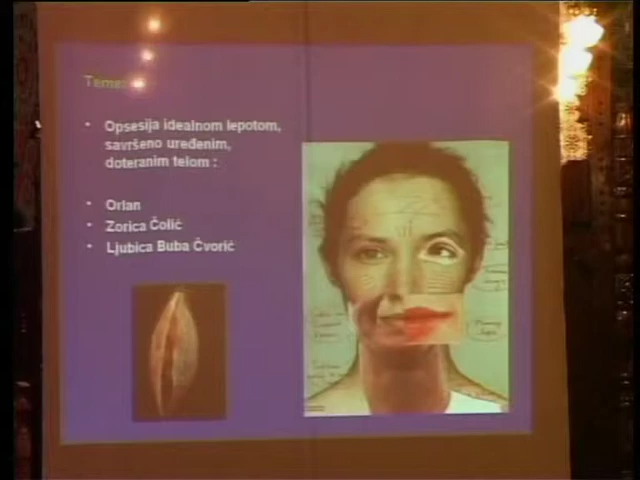 Teme:
• Opsesija idealnom lepotom,
savršeno uređenim,
doteranim telom :
• Orlan
• Zorica Čolić
• Ljubica Buba Čvorić